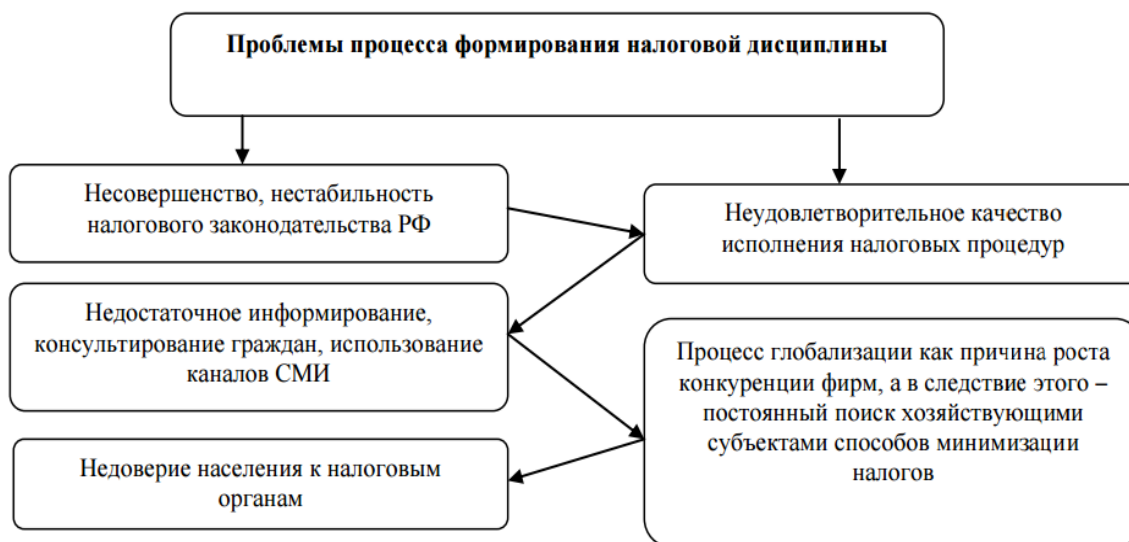 Проблемы процесса формирования налоговой дисциплины
Несовершенство, нестабильность
налогового законодательства РФ
Неудовлетворительное качество
исполнения налоговых процедур
Недостаточное информирование,
консультирование граждан, использование
каналов СМИ
Процесс глобализации как причина роста
конкуренции фирм, а в следствие этого –
постоянный поиск хозяйствующими
субъектами способов минимизации
налогов
Недоверие населения к налоговым
органам